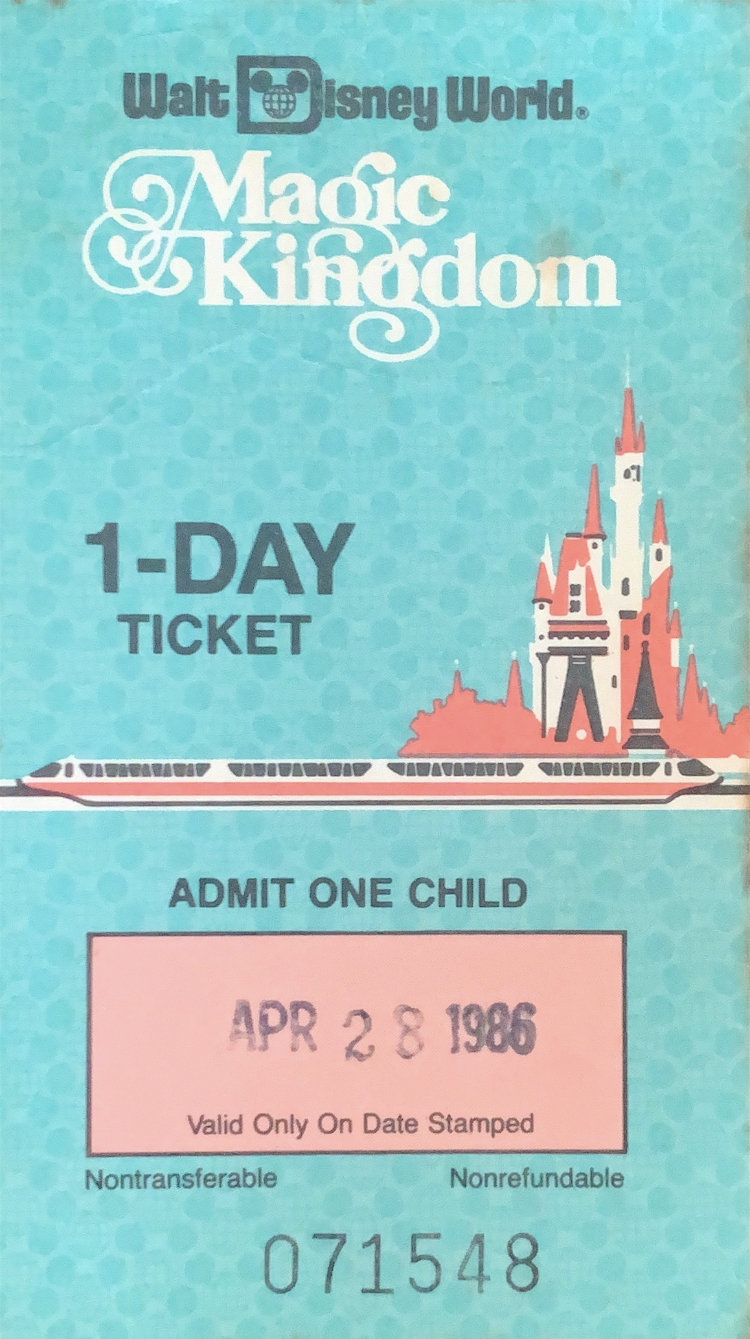 Walt Disney World®
Magic
Kingdom
1-DAY
TICKET
ADMIT ONE CHILD
APR 28 1986
Valid Only On Date Stamped
Nontransferable Nonrefundable
071548